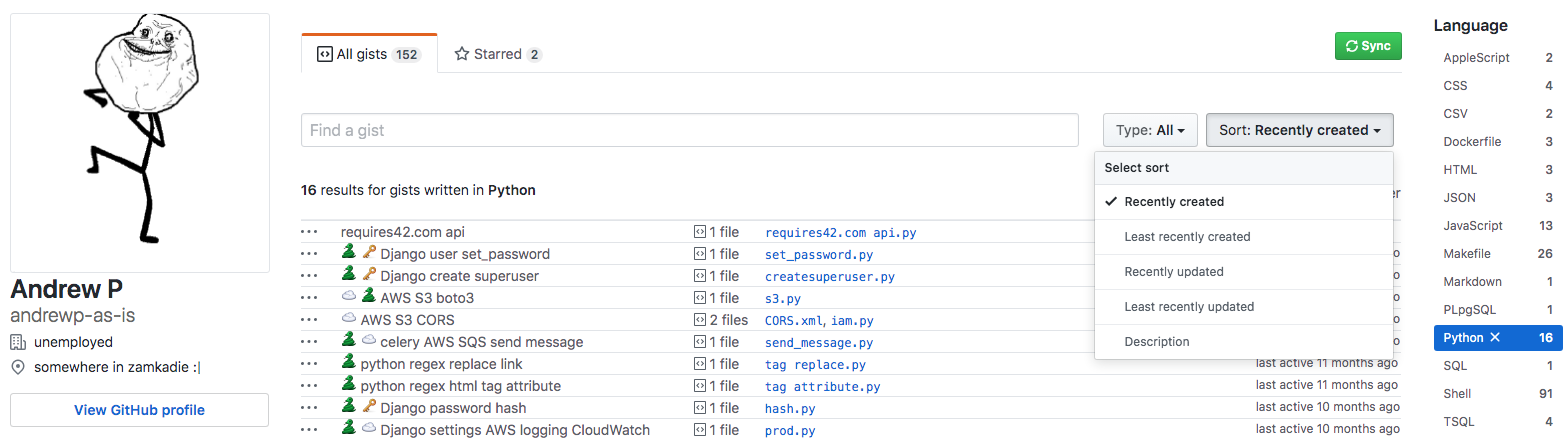 All gists 152
Starred 2
Sync
Find a gist
Type: All
Sort: Recently created
Select sort
Recently created
Least recently created
Recently updated
Least recently updated
Description
16 results for gists written in Python
requires42.com api 1 file requires42.com api.py
Django user set_password 1 file set_password.py
Django create superuser 1 file createsuperuser.py
AWS S3 boto3 1 file s3.py
AWS S3 CORS 2 files CORS.xml, iam.py
celery AWS SQS send message 1 file send_message.py
python regex replace link 1 file tag replace.py last active 11 months ago
python regex html tag attribute 1 file tag attribute.py last active 11 months ago
Django password hash 1 file hash.py last active 10 months ago
Django settings AWS logging CloudWatch 1 file prod.py last active 10 months ago
Andrew P
andrewp-as-is
unemployed
somewhere in zamkadie :|
View GitHub profile
Language
AppleScript 2
CSS 4
CSV 2
Dockerfile 3
HTML 3
JSON 3
JavaScript 13
Makefile 26
Markdown 1
PLpgSQL 1
Python 16
SQL 1
Shell 91
TSQL 4